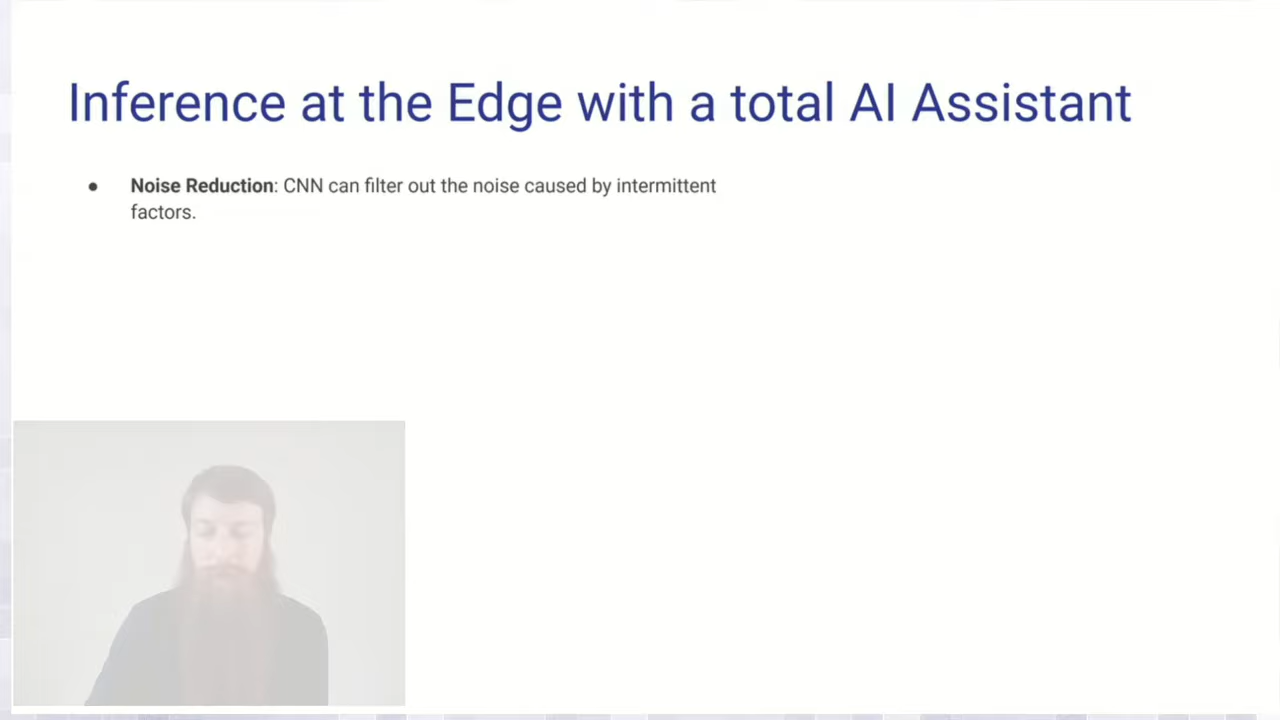 Inference at the Edge with a total AI Assistant
● Noise Reduction: CNN can filter out the noise caused by intermittent
factors.